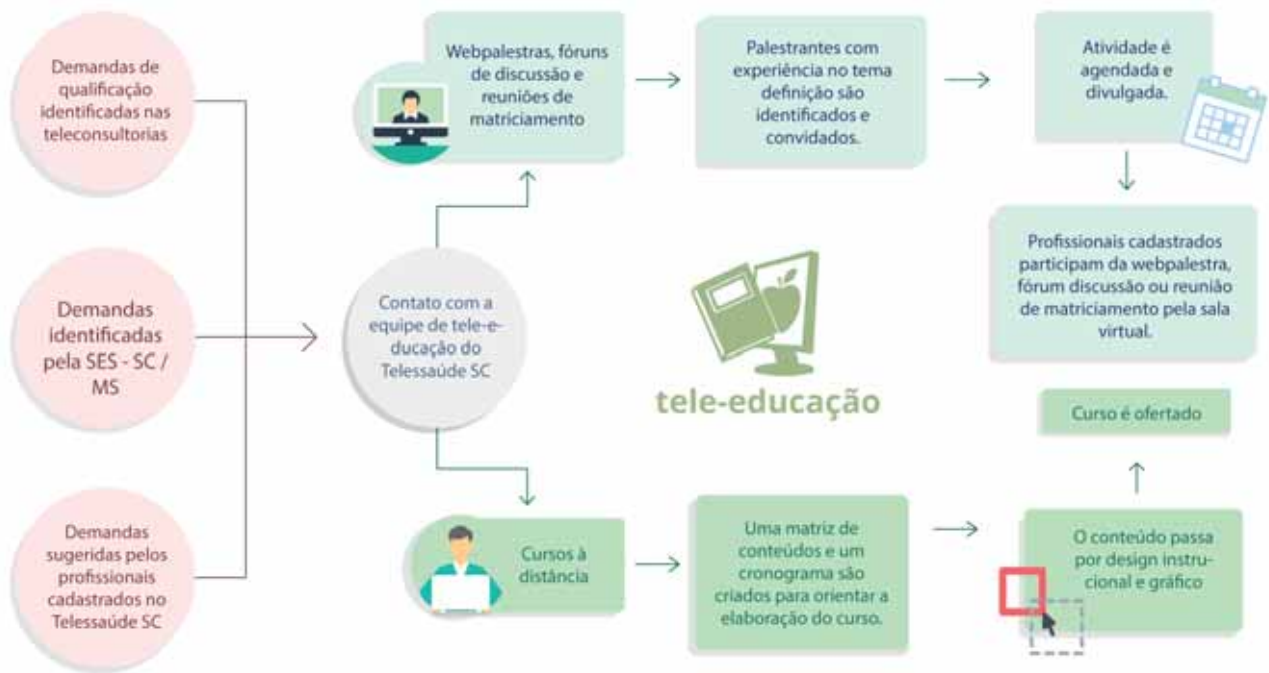 Demandas de
qualificação
identificadas nas
teleconsultorias
Demandas
identificadas
pela SES - SC /
MS
Demandas
sugeridas pelos
profissionais
cadastrados no
Telessaúde SC
Contato com a
equipe de tele-e-
ducação do
Telessaúde SC
Webpalestras, fóruns
de discussão e
reuniões de
matriciamento
Palestrantes com
experiência no tema
definição são
identificados e
convidados.
Atividade é
agendada e
divulgada.
Profissionais cadastrados
participam da webpalestra,
fórum discussão ou reunião
de matriciamento pela sala
virtual.
tele-educação
Cursos à
distância
Uma matriz de
conteúdos e um
cronograma são
criados para orientar a
elaboração do curso.
O conteúdo passa
por design instru-
cional e gráfico
Curso é ofertado